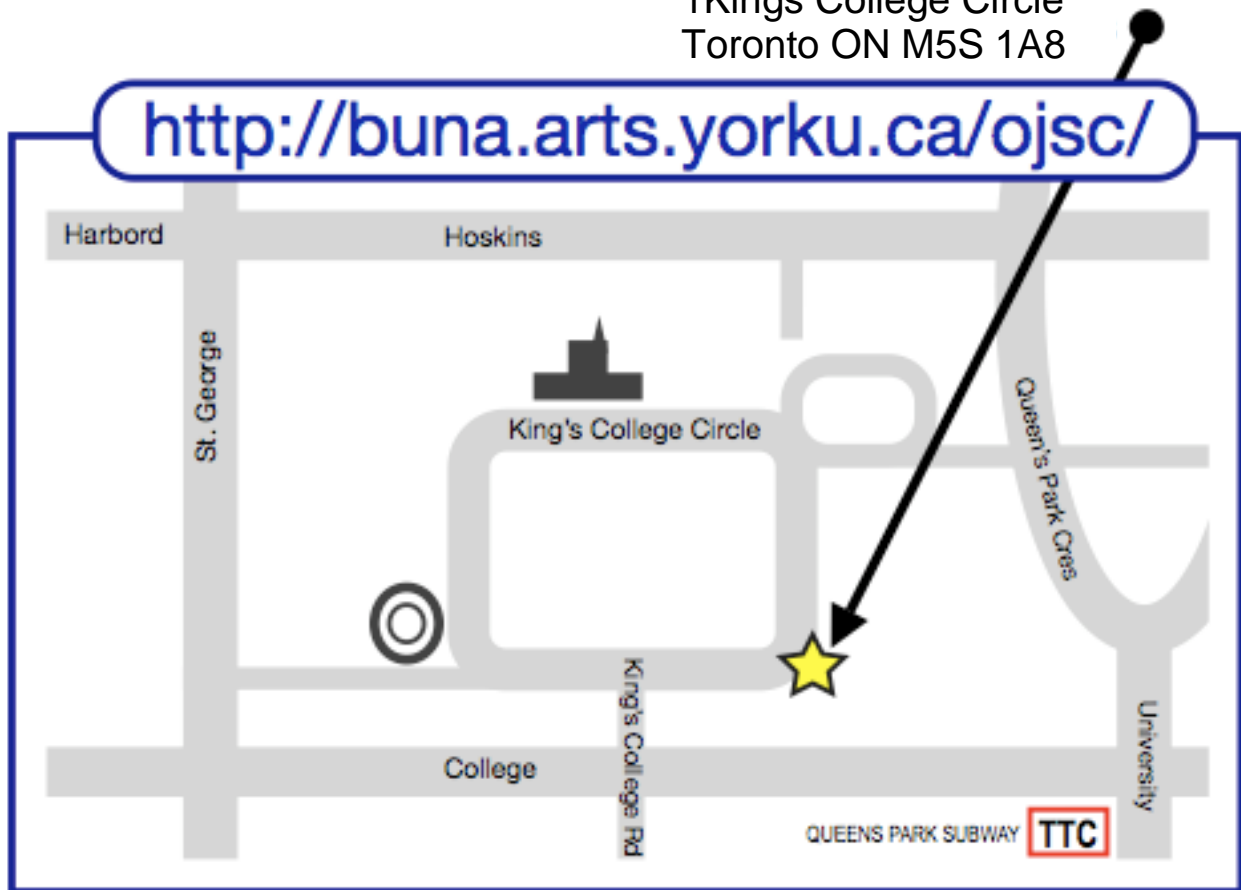 1Kings College Circle
Toronto ON M5S 1A8
http://buna.arts.yorku.ca/ojsc/
Harbord
Hoskins
St. George
King's College Circle
Queen's Park Cres
King's College Rd
University
College
QUEENS PARK SUBWAY TTC